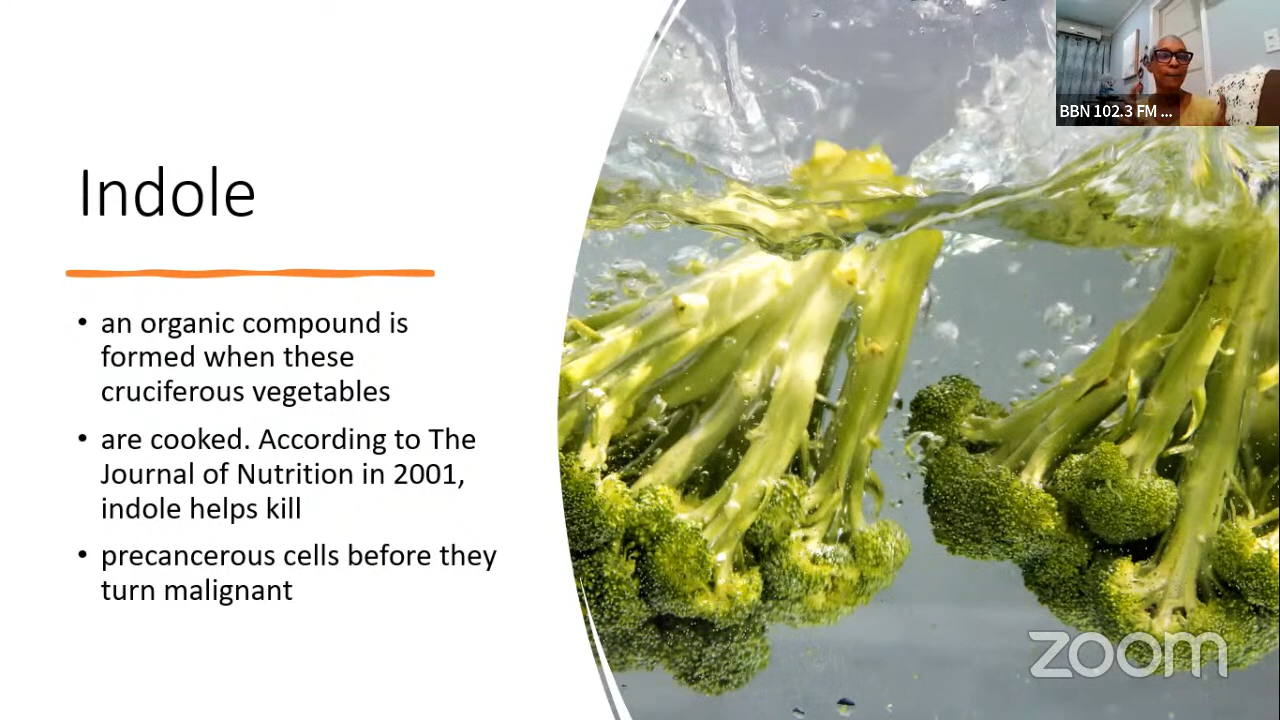 BBN 102.3 FM ...
Indole
• an organic compound is
formed when these
cruciferous vegetables
• are cooked. According to The
Journal of Nutrition in 2001,
indole helps kill
• precancerous cells before they
turn malignant
zoom